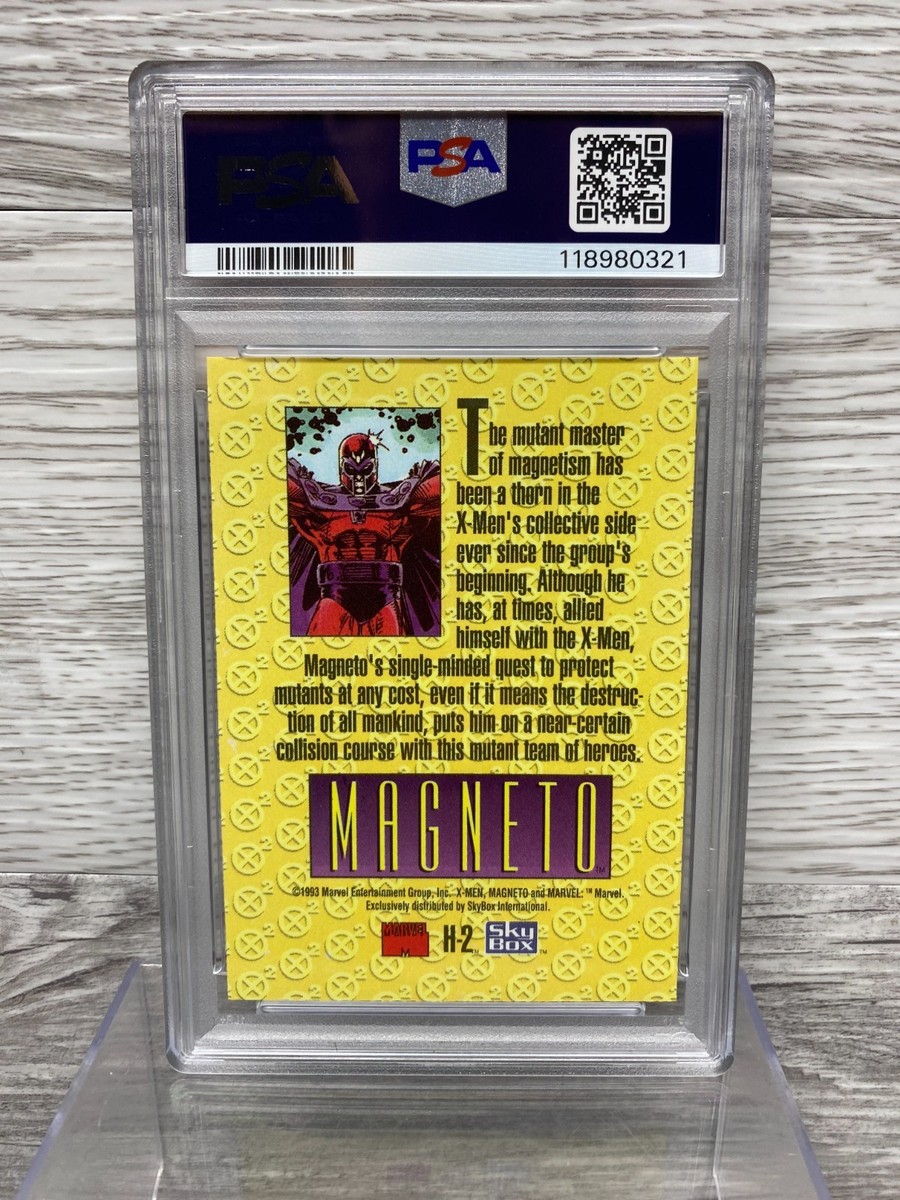 PSA
PSA
118980321
The mutant master
of magnetism has
been a thorn in the
X-Men's collective side
ever since the group's
beginning. Although he
has, at times, allied
himself with the X-Men,
Magneto's single-minded quest to protect
mutants at any cost, even if it means the destruc-
tion of all mankind, puts him on a near-certain
collision course with this mutant team of heroes.
MAGNETO™
©1993 Marvel Entertainment Group, Inc. X-MEN, MAGNETO and MARVEL: ™ Marvel.
Exclusively distributed by SkyBox International.
MARVEL M H-2 SkyBox™